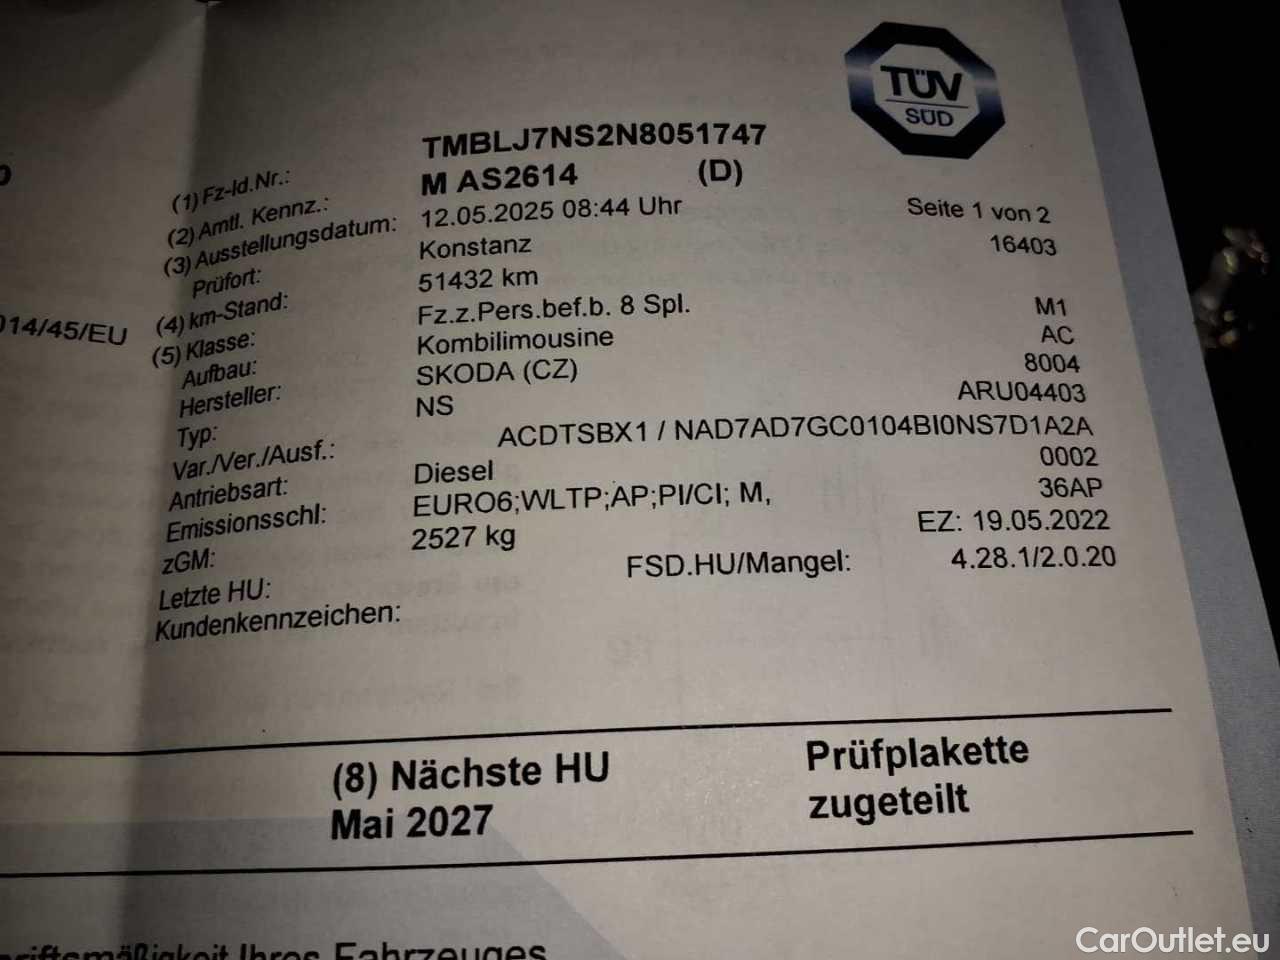 TÜV
SÜD
(1) Fz-Id.Nr.: TMBLJ7NS2N8051747
(2) Amtl. Kennz.: M AS2614 (D)
(3) Ausstellungsdatum: 12.05.2025 08:44 Uhr Seite 1 von 2
Prüfort: Konstanz 16403
(4) km-Stand: 51432 km
(5) Klasse: Fz.z.Pers.bef.b. 8 Spl. M1
Aufbau: Kombilimousine AC
Hersteller: SKODA (CZ) 8004
Typ: NS ARU04403
Var./Ver./Ausf.: ACDTSBX1 / NAD7AD7GC0104BI0NS7D1A2A
Antriebsart: Diesel 0002
Emissionsschl: EURO6;WLTP;AP;PI/CI; M, 36AP
zGM: 2527 kg EZ: 19.05.2022
Letzte HU: FSD.HU/Mangel: 4.28.1/2.0.20
Kundenkennzeichen:
014/45/EU
(8) Nächste HU Prüfplakette
Mai 2027 zugeteilt
Ihres Fahrzeuges
CarOutlet.eu